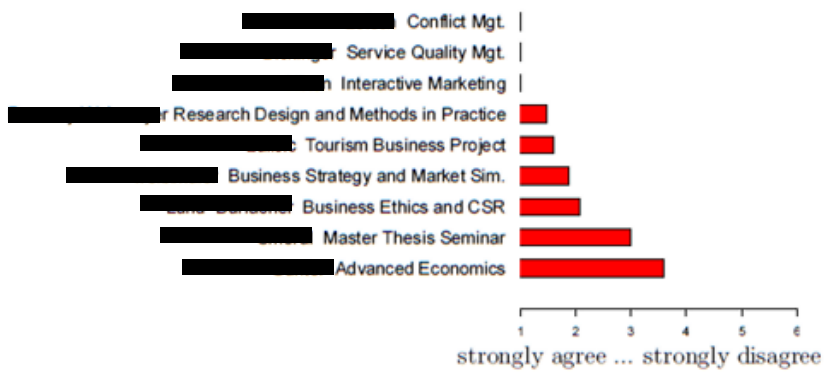 Conflict Mgt.
Service Quality Mgt.
Interactive Marketing
Research Design and Methods in Practice
Tourism Business Project
Business Strategy and Market Sim.
Business Ethics and CSR
Master Thesis Seminar
Advanced Economics
1 2 3 4 5 6
strongly agree ... strongly disagree